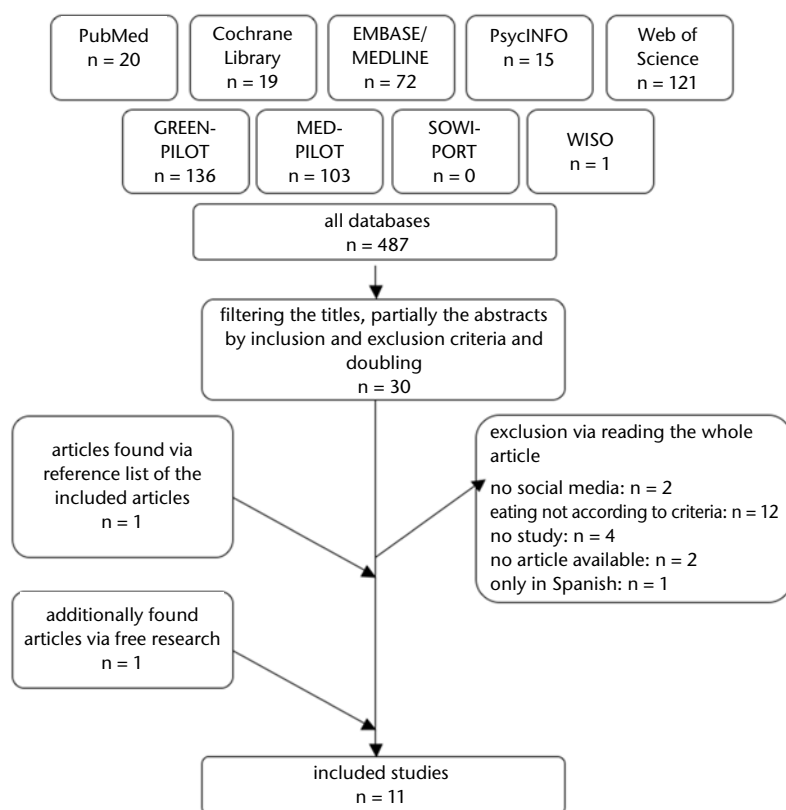 PubMed
n = 20
Cochrane
Library
n = 19
EMBASE/
MEDLINE
n = 72
PsycINFO
n = 15
Web of
Science
n = 121
GREEN-
PILOT
n = 136
MED-
PILOT
n = 103
SOWI-
PORT
n = 0
WISO
n = 1
all databases
n = 487
filtering the titles, partially the abstracts
by inclusion and exclusion criteria and
doubling
n = 30
articles found via
reference list of the
included articles
n = 1
exclusion via reading the whole
article
no social media: n = 2
eating not according to criteria: n = 12
no study: n = 4
no article available: n = 2
only in Spanish: n = 1
additionally found
articles via free research
n = 1
included studies
n = 11